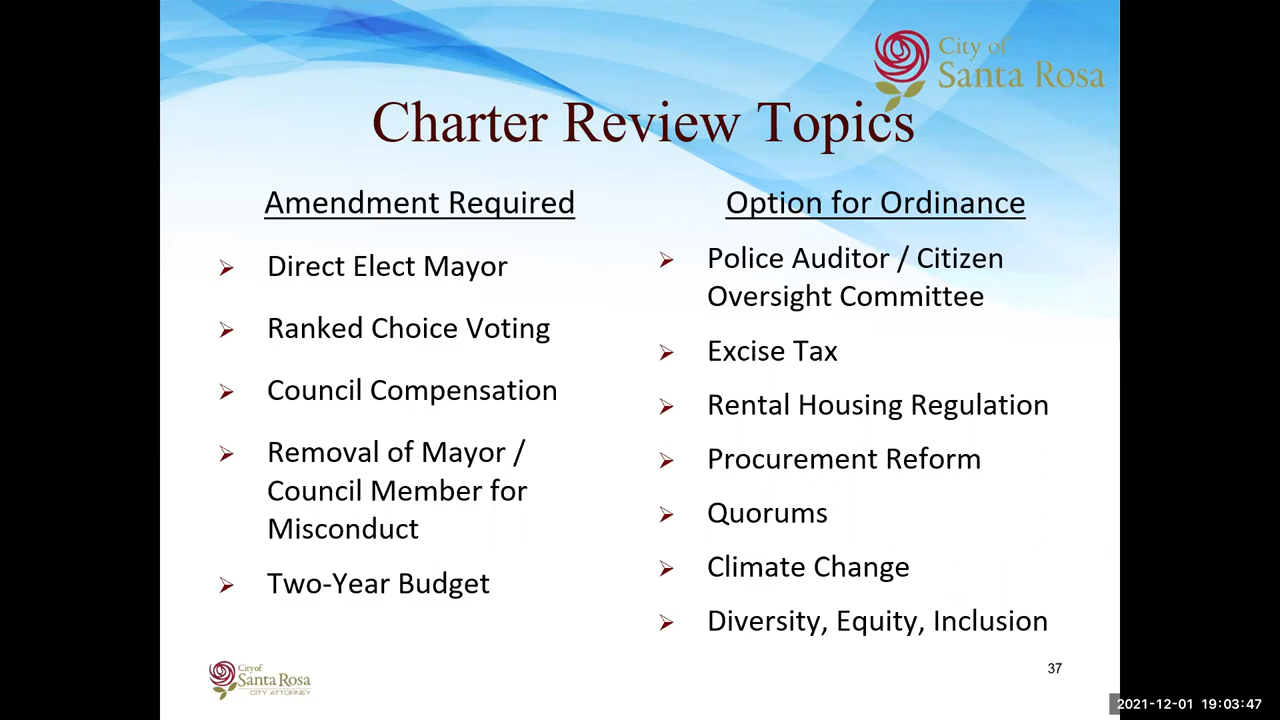 City of
Santa Rosa
Charter Review Topics
Amendment Required
Direct Elect Mayor
Ranked Choice Voting
Council Compensation
Removal of Mayor /
Council Member for
Misconduct
Two-Year Budget
Option for Ordinance
Police Auditor / Citizen
Oversight Committee
Excise Tax
Rental Housing Regulation
Procurement Reform
Quorums
Climate Change
Diversity, Equity, Inclusion
City of
Santa Rosa
CITY ATTORNEY
37
2021-12-01 19:03:47